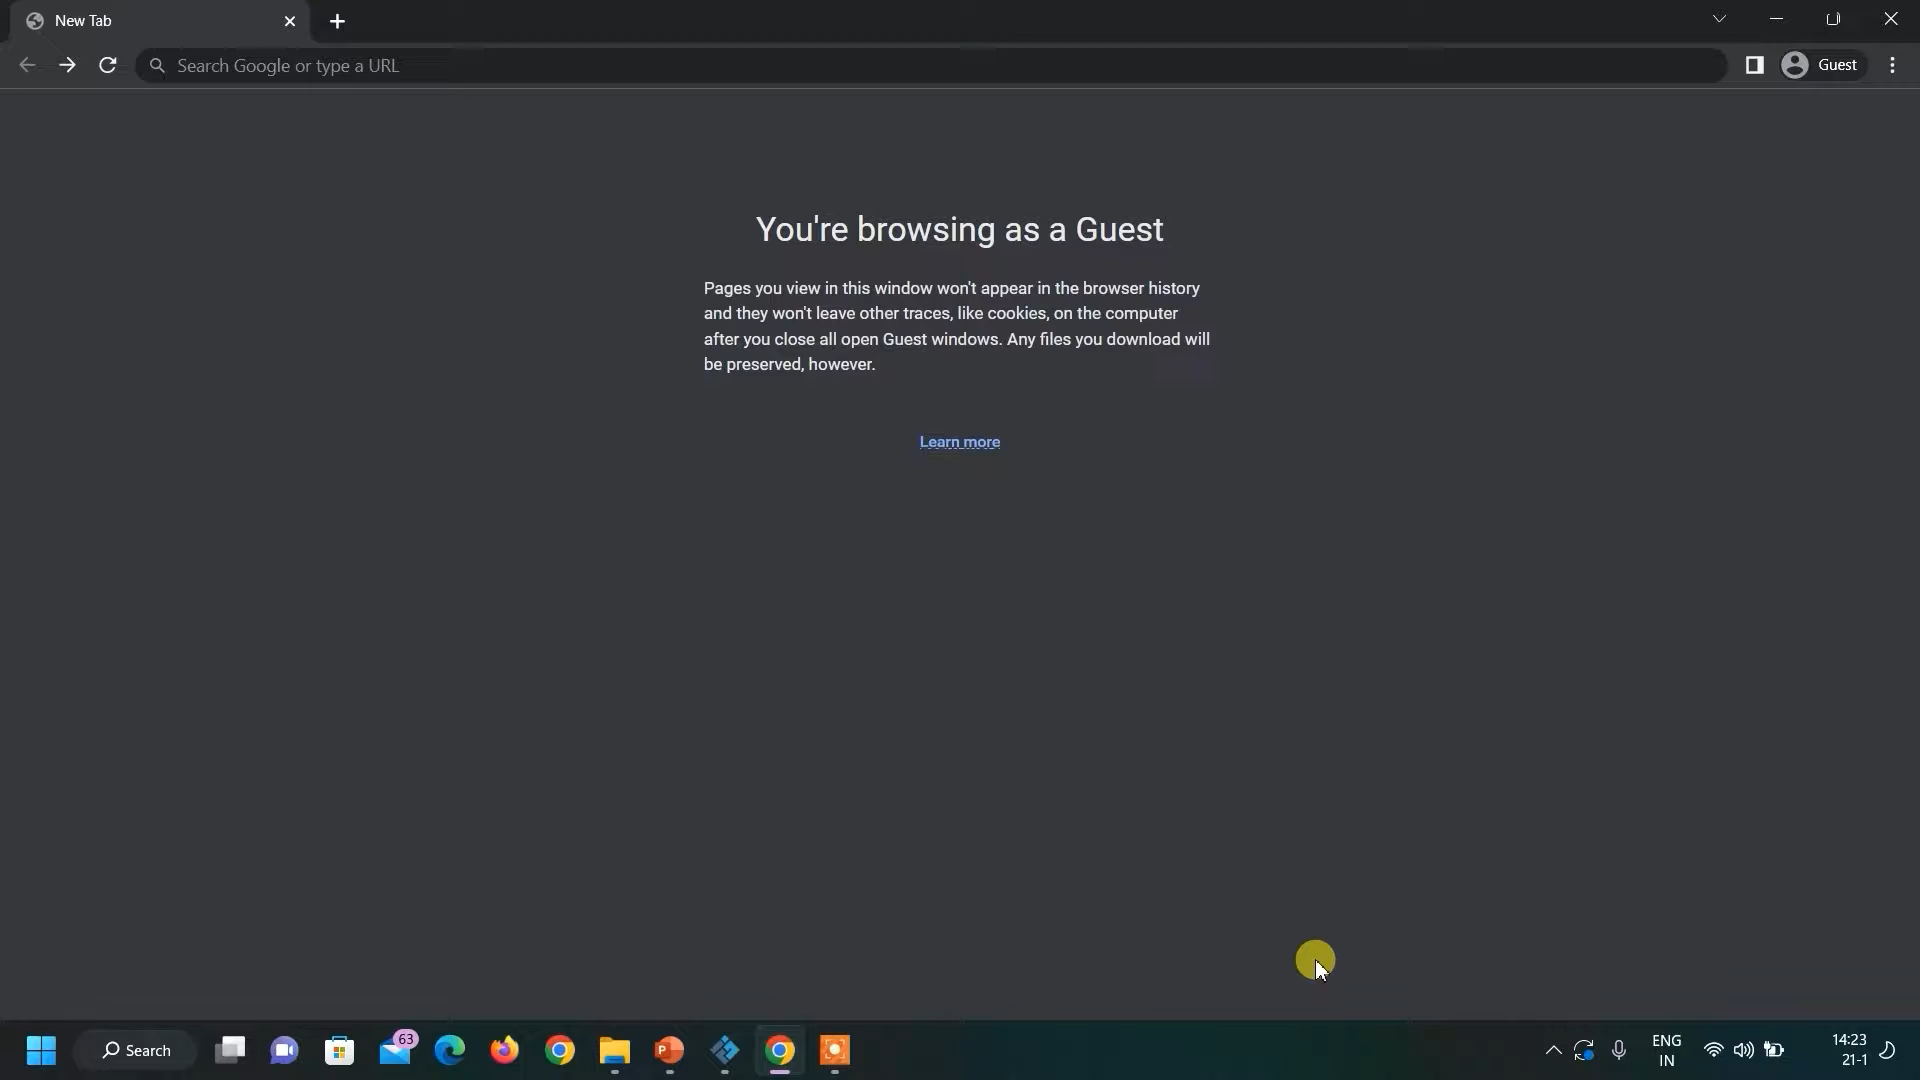 New Tab
Search Google or type a URL
Guest
You're browsing as a Guest
Pages you view in this window won't appear in the browser history
and they won't leave other traces, like cookies, on the computer
after you close all open Guest windows. Any files you download will
be preserved, however.
Learn more
Search
63
P
ENG
IN
14:23
21-1